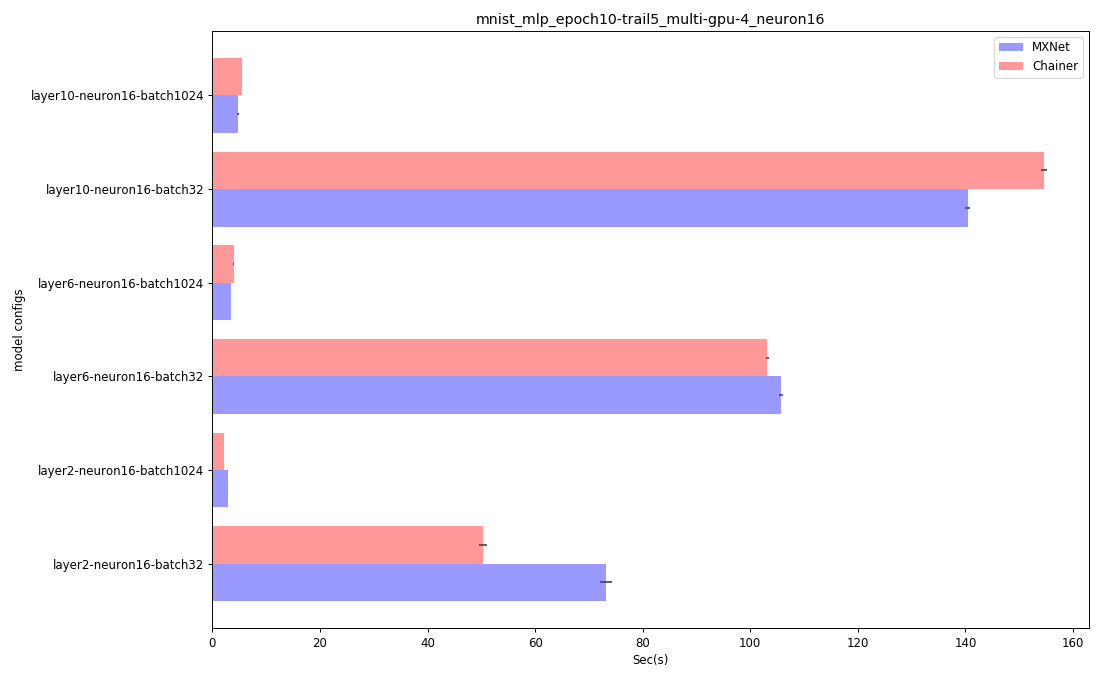 mnist_mlp_epoch10-trail5_multi-gpu-4_neuron16
MXNet
Chainer
layer10-neuron16-batch1024
layer10-neuron16-batch32
layer6-neuron16-batch1024
layer6-neuron16-batch32
layer2-neuron16-batch1024
layer2-neuron16-batch32
model configs
0 20 40 60 80 100 120 140 160
Sec(s)